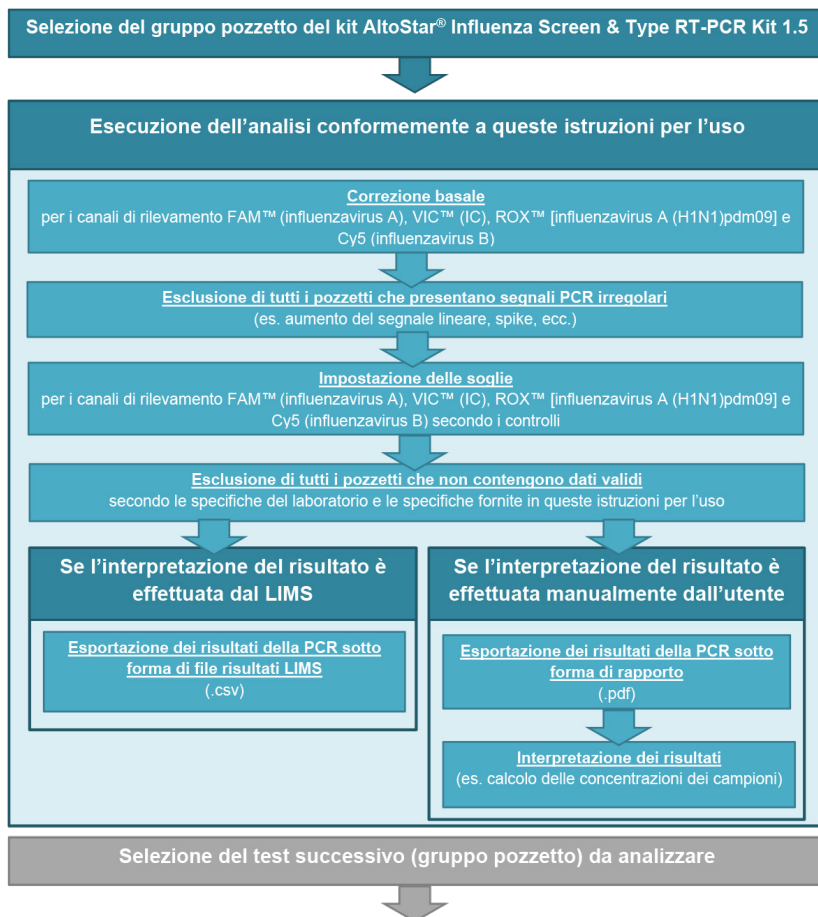 Selezione del gruppo pozzetto del kit AltoStar® Influenza Screen & Type RT-PCR Kit 1.5
Esecuzione dell'analisi conformemente a queste istruzioni per l'uso
Correzione basale
per i canali di rilevamento FAM™ (influenzavirus A), VIC™ (IC), ROX™ [influenzavirus A (H1N1)pdm09] e
Cy5 (influenzavirus B)
Esclusione di tutti i pozzetti che presentano segnali PCR irregolari
(es. aumento del segnale lineare, spike, ecc.)
Impostazione delle soglie
per i canali di rilevamento FAM™ (influenzavirus A), VIC™ (IC), ROX™ [influenzavirus A (H1N1)pdm09] e
Cy5 (influenzavirus B) secondo i controlli
Esclusione di tutti i pozzetti che non contengono dati validi
secondo le specifiche del laboratorio e le specifiche fornite in queste istruzioni per l'uso
Se l'interpretazione del risultato è
effettuata dal LIMS
Esportazione dei risultati della PCR sotto
forma di file risultati LIMS
(.csv)
Se l'interpretazione del risultato è
effettuata manualmente dall'utente
Esportazione dei risultati della PCR sotto
forma di rapporto
(.pdf)
Interpretazione dei risultati
(es. calcolo delle concentrazioni dei campioni)
Selezione del test successivo (gruppo pozzetto) da analizzare